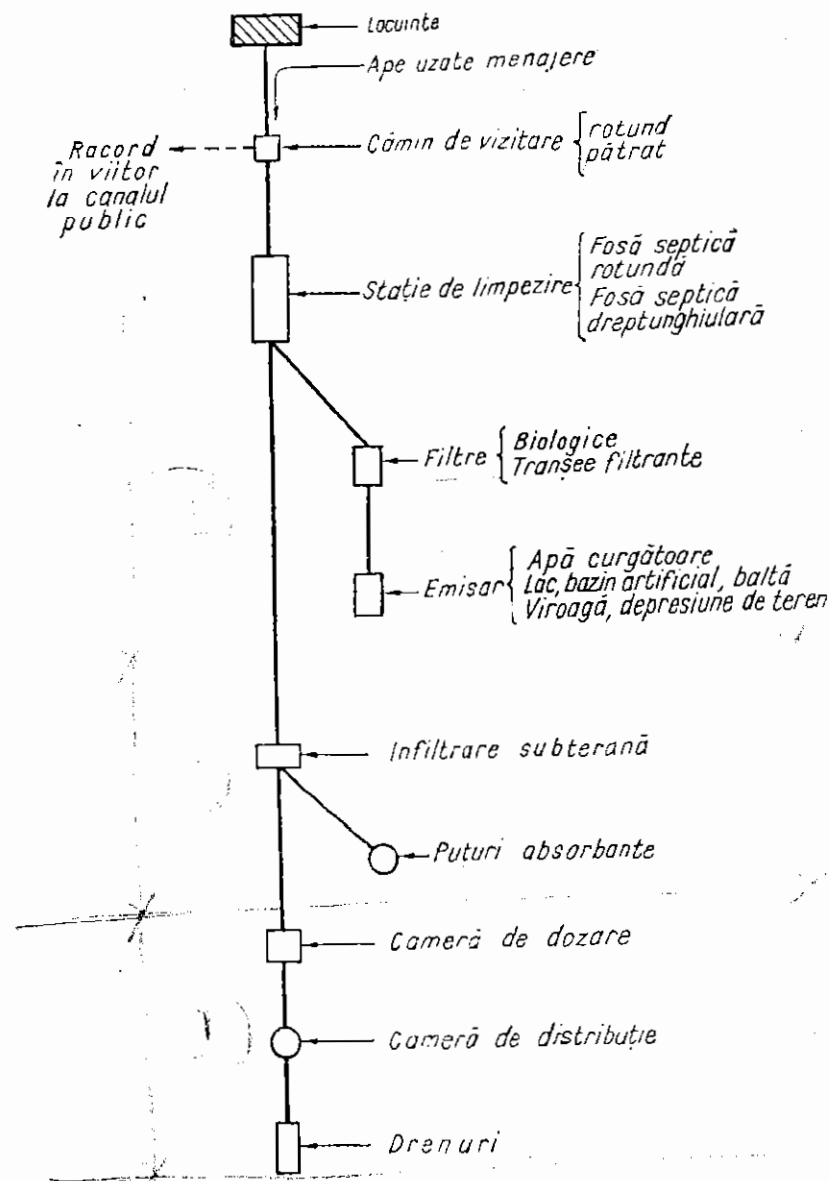 Locuinte
Ape uzate menajere
Cămin de vizitare
rotund
pătrat
Racord
în viitor
la canalul
public
Stație de limpezire
Fosă septică
rotundă
Fosă septică
dreptunghiulară
Filtre
Biologice
Tranșee filtrante
Emisar
Apă curgătoare
Lac, bazin artificial, baltă
Viroagă, depresiune de teren
Infiltrare subterană
Puturi absorbante
Cameră de dozare
Cameră de distribuție
Drenuri